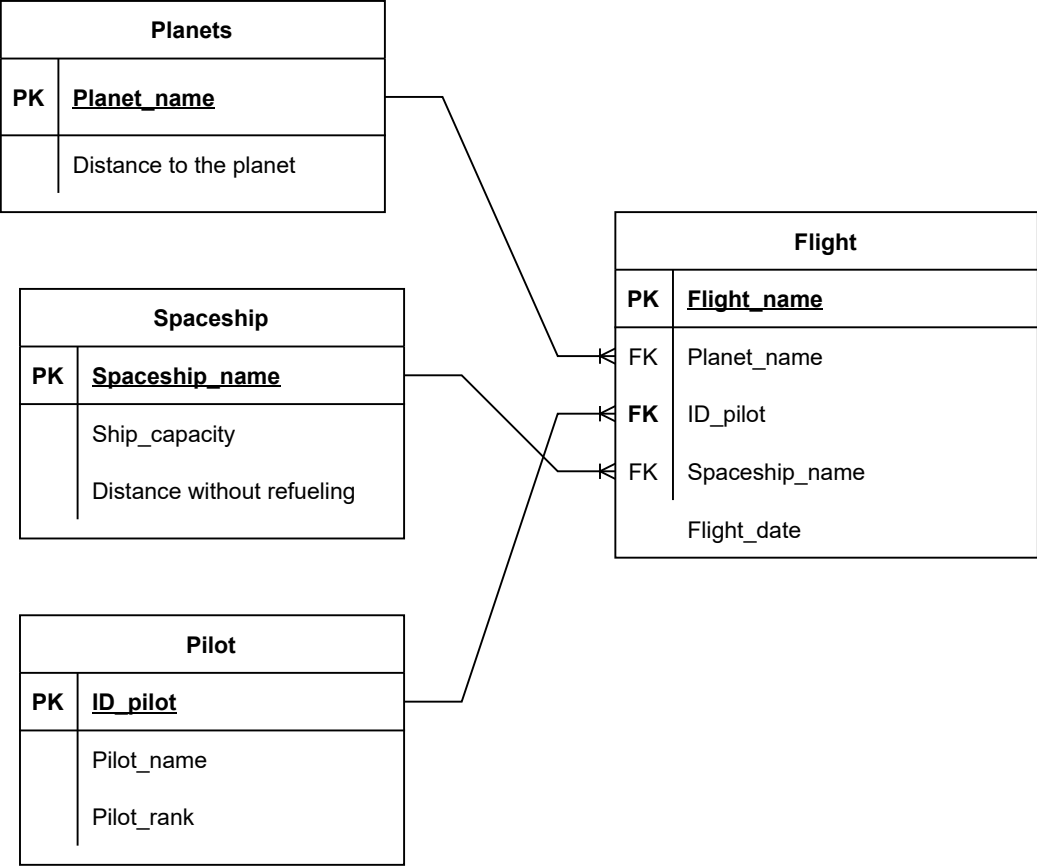 Planets
PK Planet_name
Distance to the planet
Spaceship
PK Spaceship_name
Ship_capacity
Distance without refueling
Pilot
PK ID_pilot
Pilot_name
Pilot_rank
Flight
PK Flight_name
FK Planet_name
FK ID_pilot
FK Spaceship_name
Flight_date